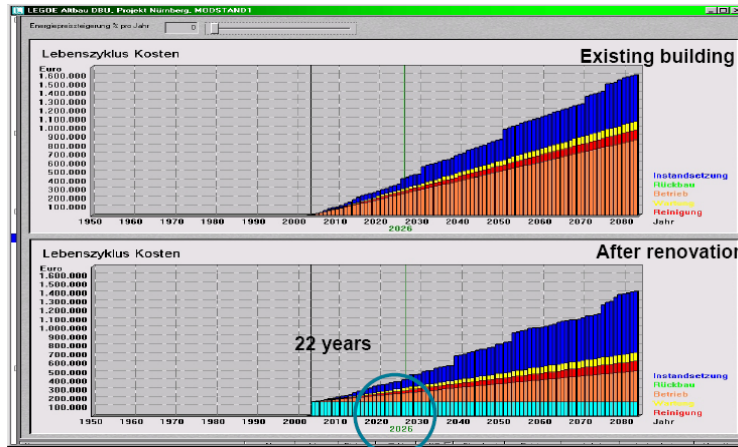 LEGOE Altbau DBU, Projekt Nürnberg, MODSTAND1
Energiepreissteigerung % pro Jahr 0
Lebenszyklus Kosten
Existing building
Euro
1.600.000
1.500.000
1.400.000
1.300.000
1.200.000
1.100.000
1.000.000
900.000
800.000
700.000
600.000
500.000
400.000
300.000
200.000
100.000
Instandsetzung
Rückbau
Betrieb
Wartung
Reinigung
1950 1960 1970 1980 1990 2000 2010 2020 2030 2040 2050 2060 2070 2080 Jahr
2026
Lebenszyklus Kosten
After renovation
Euro
1.600.000
1.500.000
1.400.000
1.300.000
1.200.000
1.100.000
1.000.000
900.000
800.000
700.000
600.000
500.000
400.000
300.000
200.000
100.000
22 years
Instandsetzung
Rückbau
Betrieb
Wartung
Reinigung
1950 1960 1970 1980 1990 2000 2010 2020 2030 2040 2050 2060 2070 2080 Jahr
2026